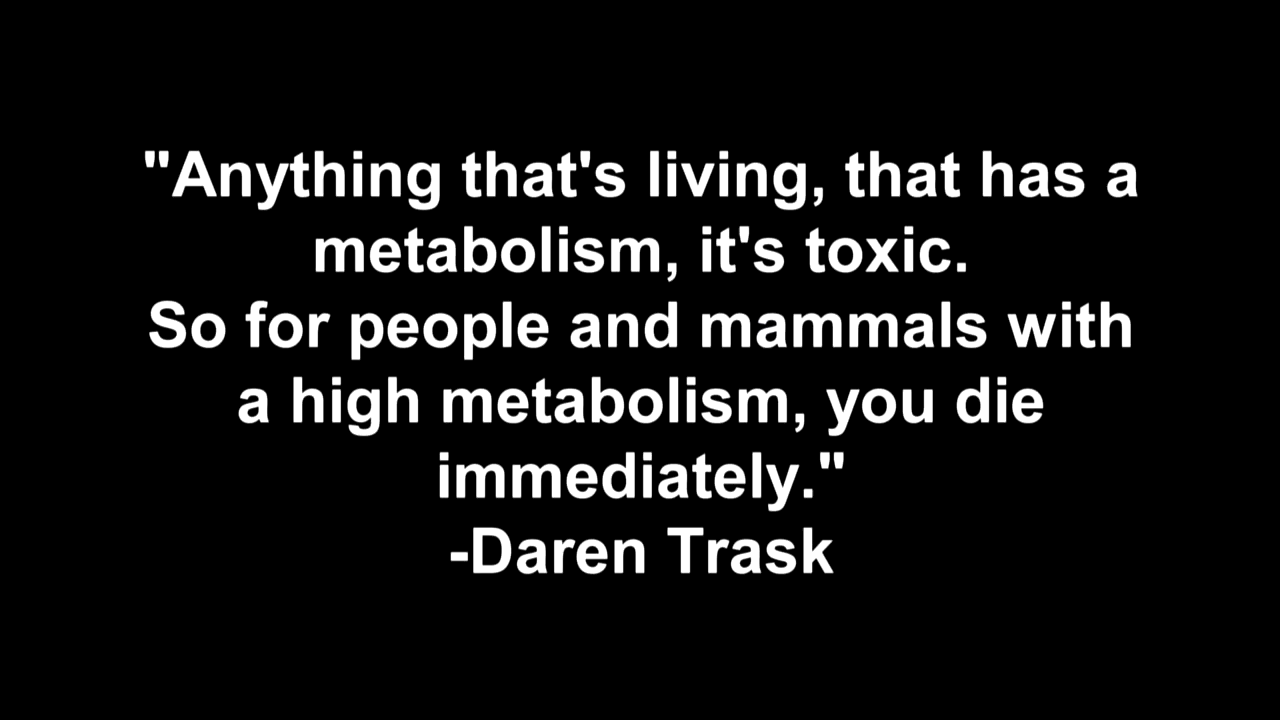 "Anything that's living, that has a
metabolism, it's toxic.
So for people and mammals with
a high metabolism, you die
immediately."
-Daren Trask